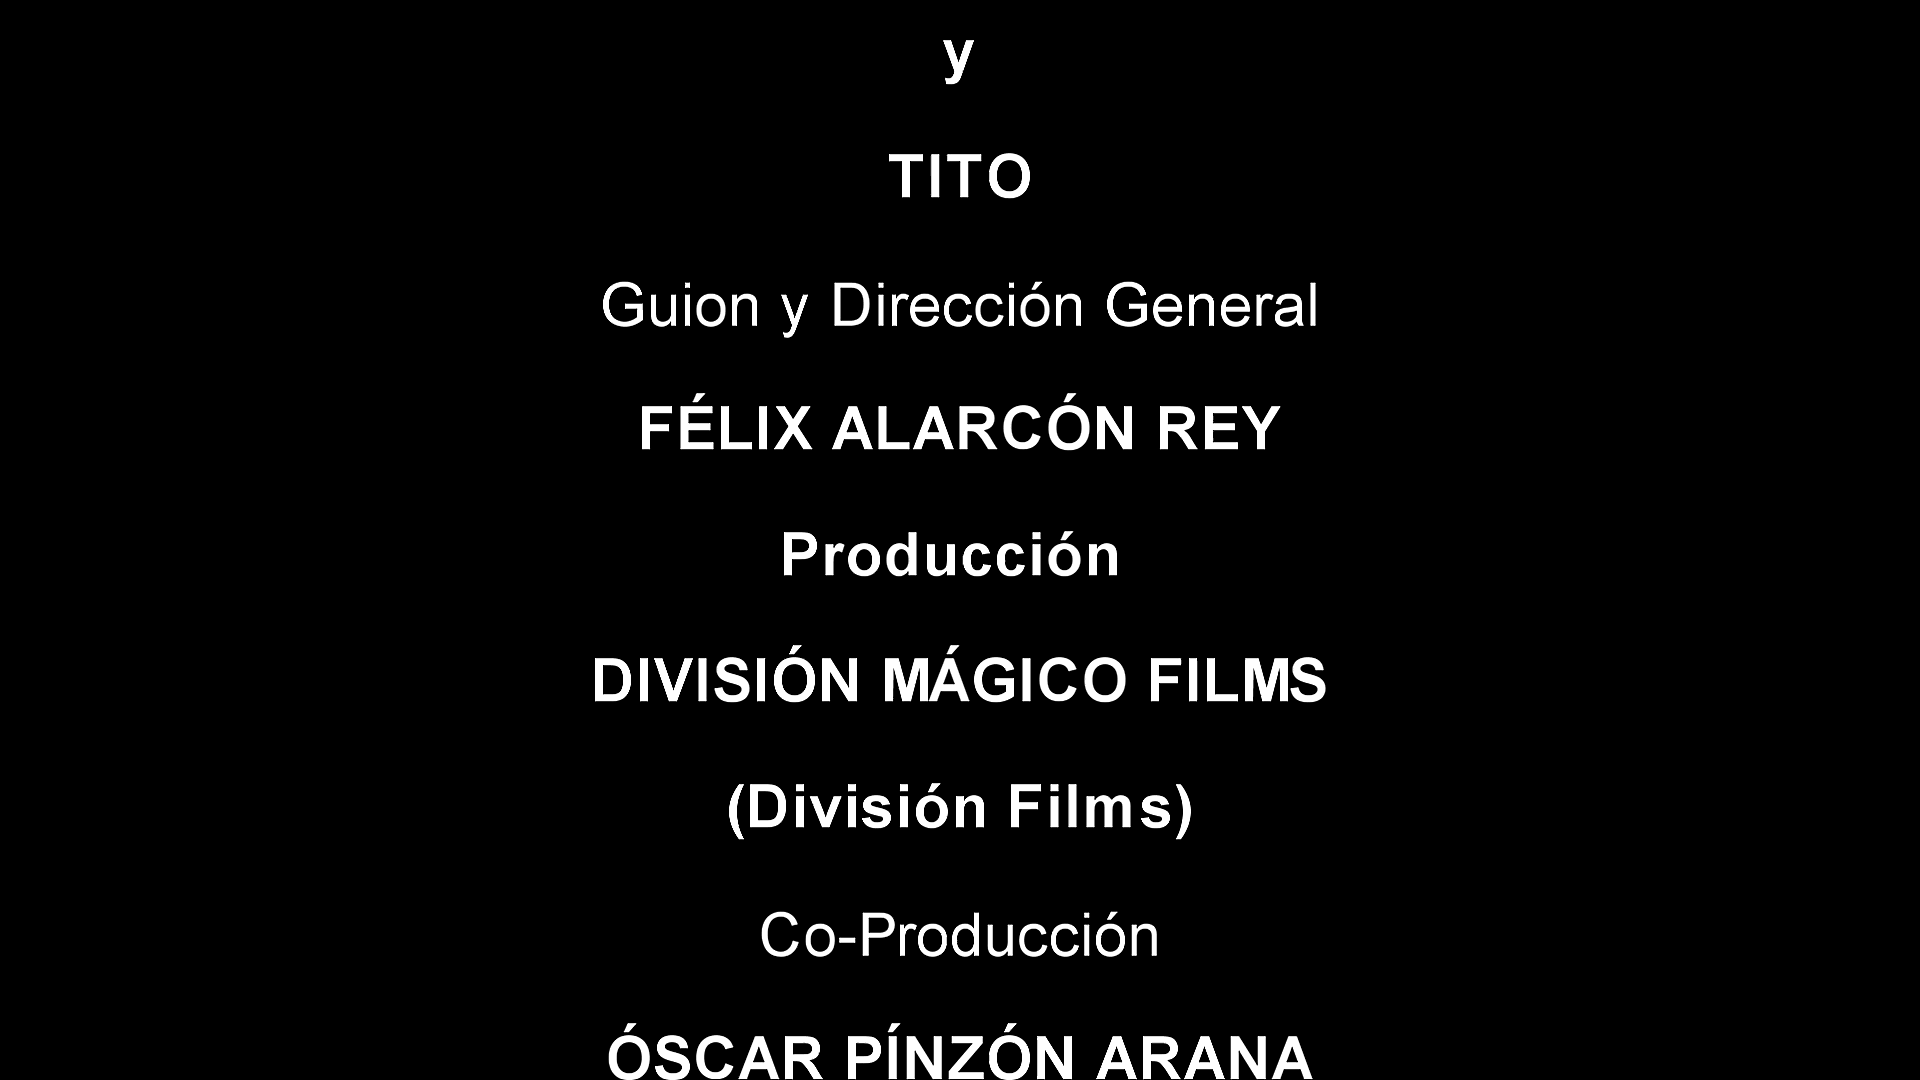 y
TITO
Guion y Dirección General
FÉLIX ALARCÓN REY
Producción
DIVISIÓN MÁGICO FILMS
(División Films)
Co-Producción
ÓSCAR PÍNZÓN ARANA